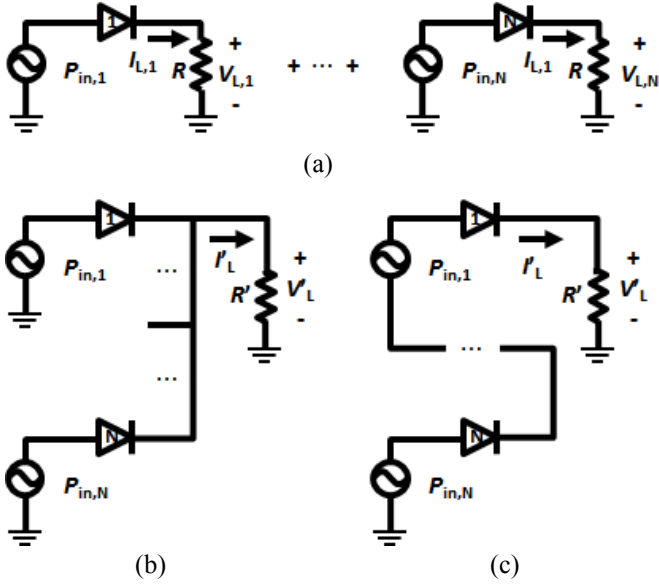 1 I_L,1 P_in,1 R + V_L,1 - + ... + N I_L,1 P_in,N R + V_L,N -
(a)
1 I'_L P_in,1 ... R' + V'_L - ... N P_in,N
(b)
1 I'_L P_in,1 R' + V'_L - ... N P_in,N
(c)